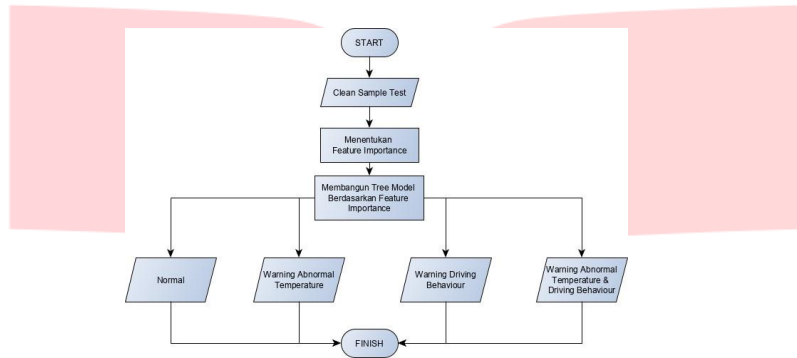 START
Clean Sample Test
Menentukan
Feature Importance
Membangun Tree Model
Berdasarkan Feature
Importance
Normal
Warning Abnormal
Temperature
Warning Driving
Behaviour
Warning Abnormal
Temperature &
Driving Behaviour
FINISH